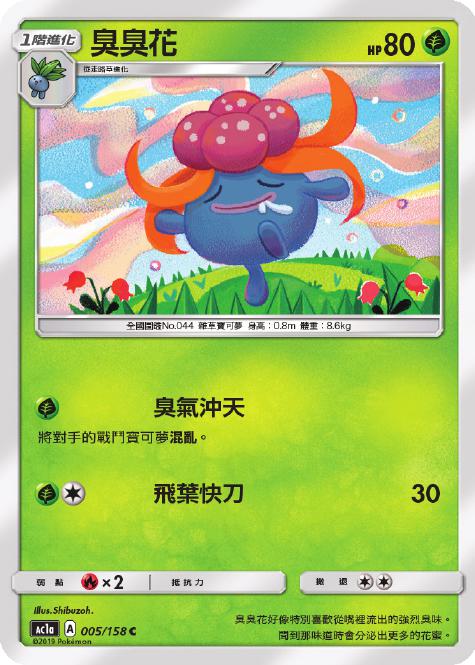 1階進化
臭臭花
HP80
從走路草進化
全國圖鑑No.044 雜草寶可夢 身高：0.8m 體重：8.6kg
臭氣沖天
將對手的戰鬥寶可夢混亂。
飛葉快刀 30
弱點 ×2 抵抗力 撤退
Illus.Shibuzoh.
AC1a A 005/158 C
©2019 Pokémon
臭臭花好像特別喜歡從嘴裡流出的強烈臭味。
聞到那味道時會分泌出更多的花蜜。